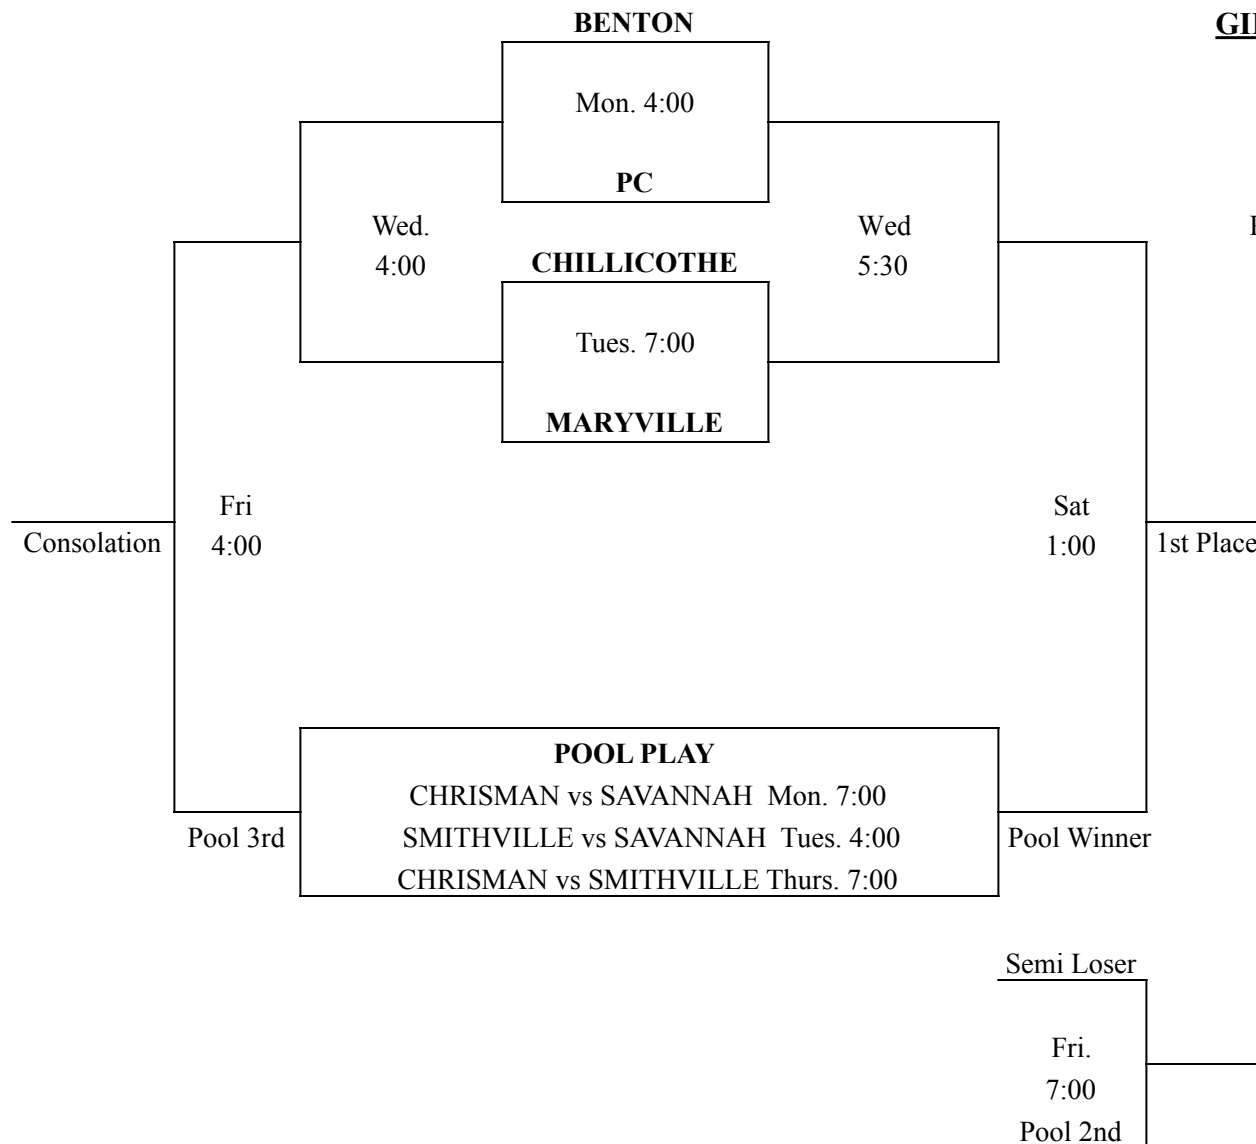 BENTON
GI
Mon. 4:00
PC
Wed.
4:00
Wed
5:30
CHILLICOTHE
Tues. 7:00
MARYVILLE
Fri
4:00
Consolation
Sat
1:00
1st Place
POOL PLAY
CHRISMAN vs SAVANNAH Mon. 7:00
SMITHVILLE vs SAVANNAH Tues. 4:00
CHRISMAN vs SMITHVILLE Thurs. 7:00
Pool 3rd
Pool Winner
Semi Loser
Fri.
7:00
Pool 2nd